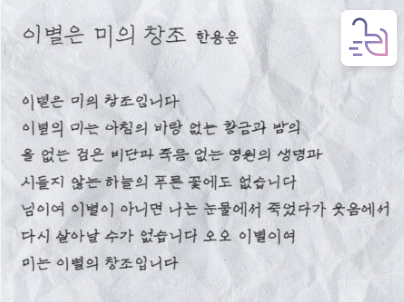 이별은 미의 창조 한용운
이별은 미의 창조입니다
이별의 미는 아침의 바탕 없는 황금과 밤의
올 없는 검은 비단과 죽음 없는 영원의 생명과
시들지 않는 하늘의 푸른 꽃에도 없습니다
님이여 이별이 아니면 나는 눈물에서 죽었다가 웃음에서
다시 살아날 수가 없습니다 오오 이별이여
미는 이별의 창조입니다